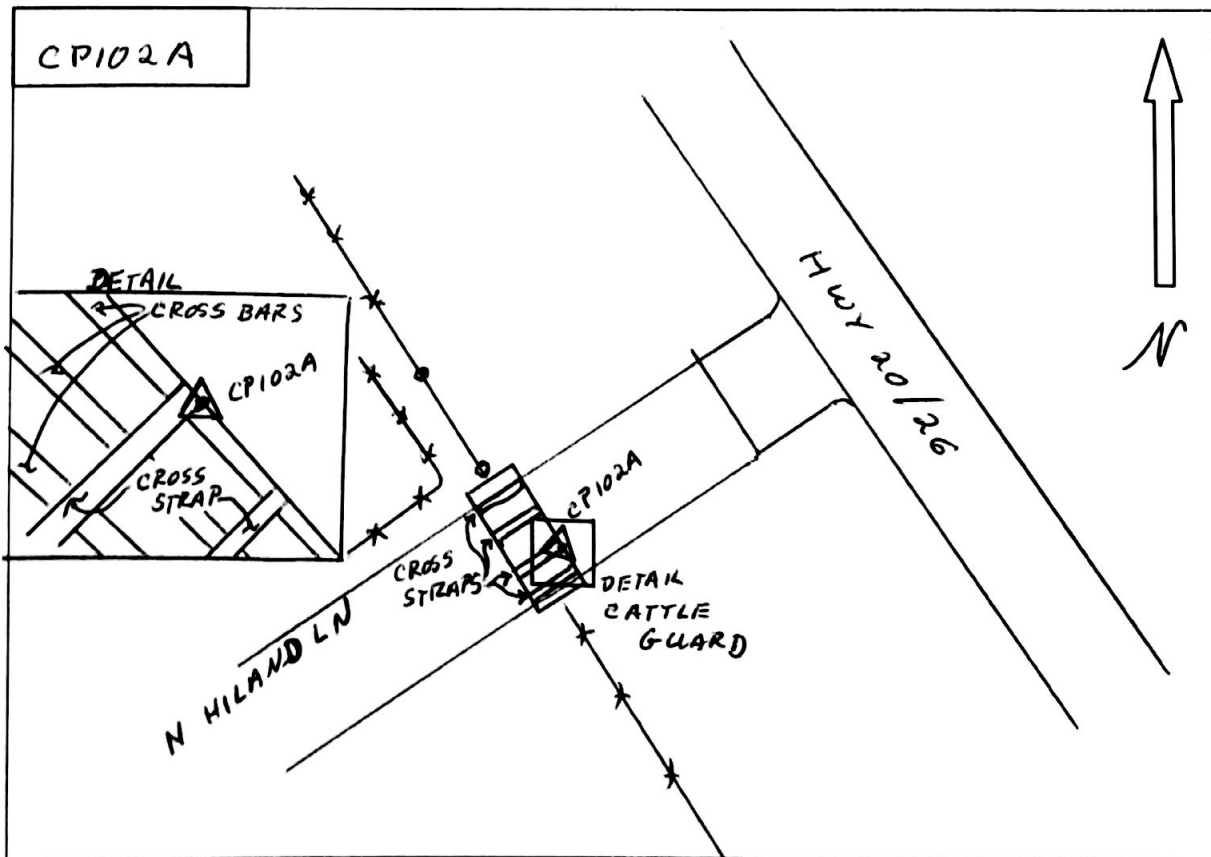 CP102A
N
HWY 20/26
DETAIL
CROSS BARS
CP102A
CROSS
STRAP
CP102A
CROSS
STRAPS
DETAIL
CATTLE
GUARD
N HILAND LN